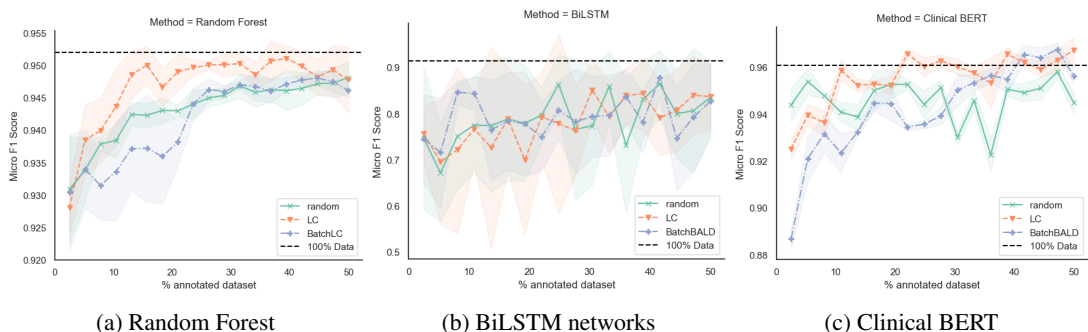 Method = Random Forest
0.955
0.950
0.945
0.940
0.935
0.930
0.925
0.920
Micro F1 Score
0 10 20 30 40 50
% annotated dataset
random
LC
BatchLC
100% Data
(a) Random Forest
Method = BiLSTM
0.9
0.8
0.7
0.6
0.5
Micro F1 Score
0 10 20 30 40 50
% annotated dataset
random
LC
BatchBALD
100% Data
(b) BiLSTM networks
Method = Clinical BERT
0.96
0.94
0.92
0.90
0.88
Micro F1 Score
0 10 20 30 40 50
% annotated dataset
random
LC
BatchBALD
100% Data
(c) Clinical BERT